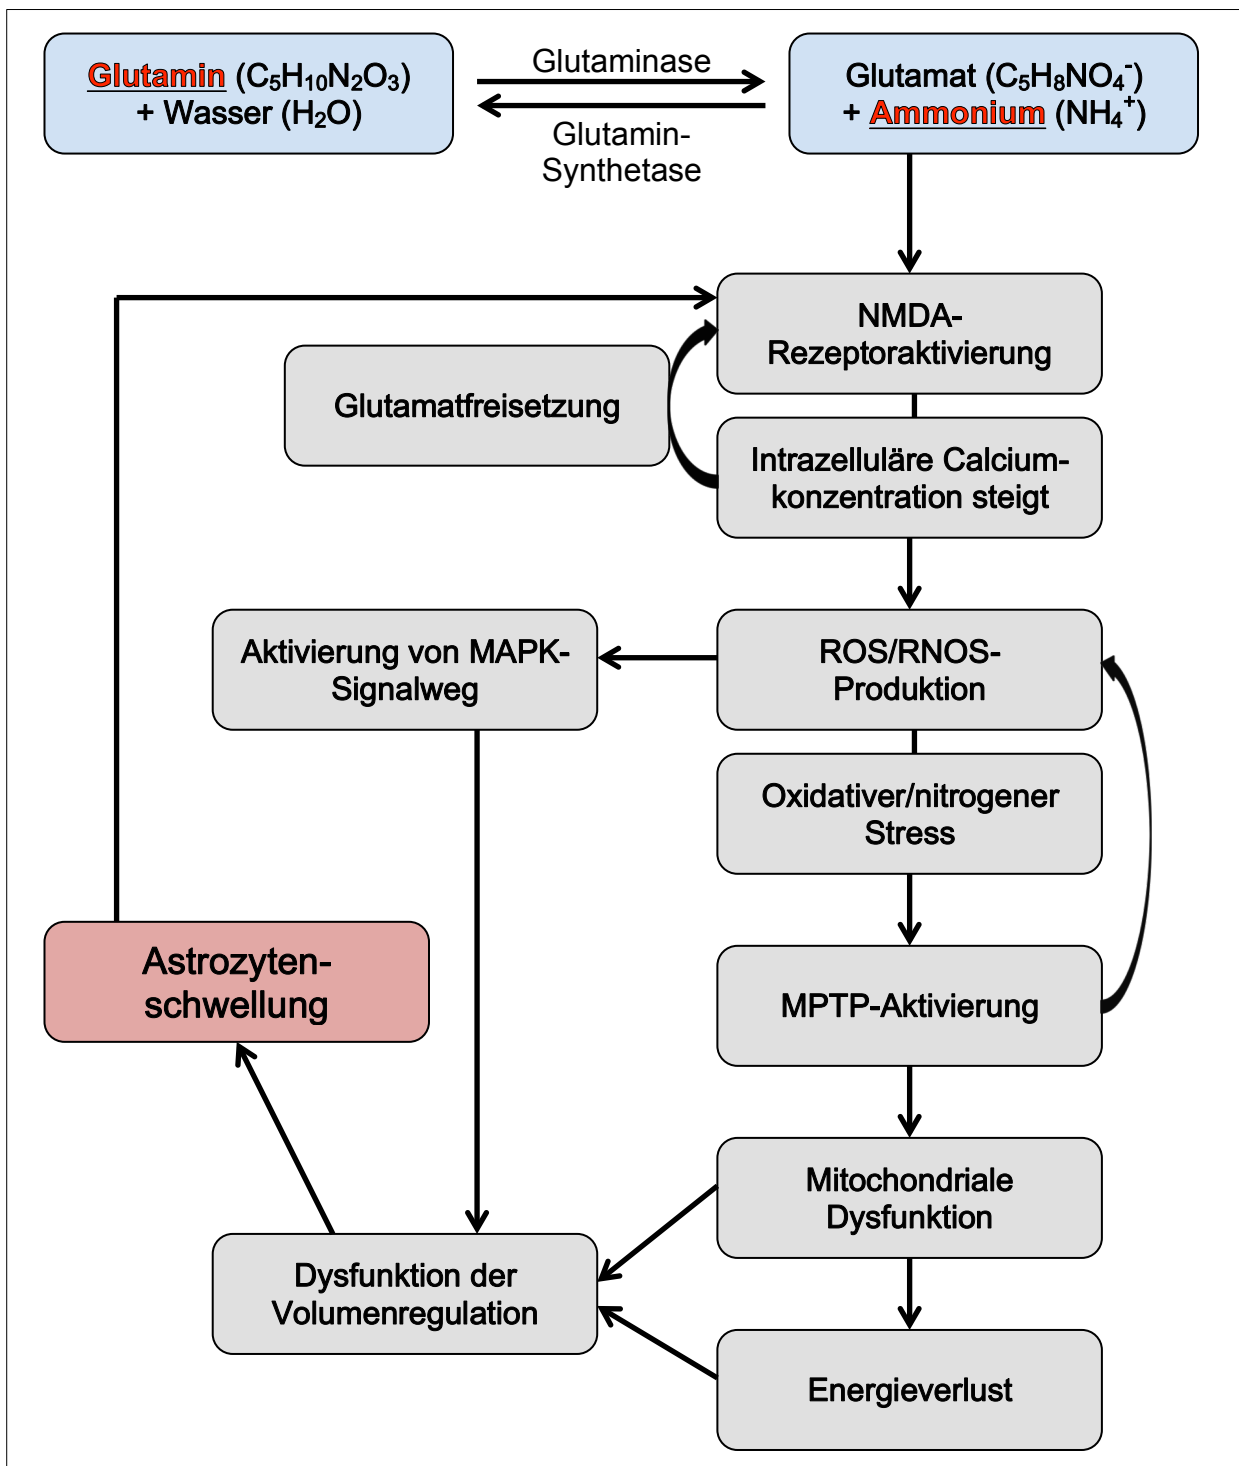 Glutamin (C₅H₁₀N₂O₃)
+ Wasser (H₂O)
Glutaminase
Glutamin-
Synthetase
Glutamat (C₅H₈NO₄⁻)
+ Ammonium (NH₄⁺)
NMDA-
Rezeptoraktivierung
Glutamatfreisetzung
Intrazelluläre Calcium-
konzentration steigt
Aktivierung von MAPK-
Signalweg
ROS/RNOS-
Produktion
Oxidativer/nitrogener
Stress
Astrozyten-
schwellung
MPTP-Aktivierung
Mitochondriale
Dysfunktion
Dysfunktion der
Volumenregulation
Energieverlust